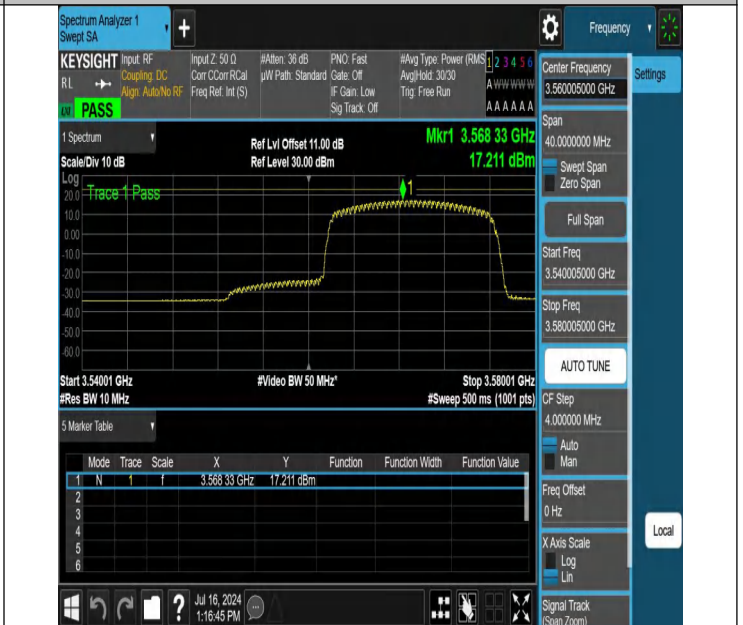 Spectrum Analyzer 1
Swept SA
+
Frequency
KEYSIGHT
RL
PASS
Input: RF
Coupling: DC
Align: Auto/No RF
Input Z: 50 Ω
Corr CCorr RCal
Freq Ref: Int (S)
#Atten: 36 dB
µW Path: Standard
PNO: Fast
Gate: Off
IF Gain: Low
Sig Track: Off
#Avg Type: Power (RMS
Avg|Hold: 30/30
Trig: Free Run
1 2 3 4 5 6
A W W W W W
A A A A A A
Center Frequency
3.560005000 GHz
Settings
Span
40.0000000 MHz
Swept Span
Zero Span
Full Span
Start Freq
3.540005000 GHz
Stop Freq
3.580005000 GHz
AUTO TUNE
CF Step
4.000000 MHz
Auto
Man
Freq Offset
0 Hz
X Axis Scale
Log
Lin
Signal Track
(Span Zoom)
Local
1 Spectrum
Scale/Div 10 dB
Ref Lvl Offset 11.00 dB
Ref Level 30.00 dBm
Mkr1 3.568 33 GHz
17.211 dBm
Log
Trace 1 Pass
1
20.0
10.0
0.00
-10.0
-20.0
-30.0
-40.0
-50.0
-60.0
Start 3.54001 GHz
#Video BW 50 MHz*
Stop 3.58001 GHz
#Res BW 10 MHz
#Sweep 500 ms (1001 pts)
5 Marker Table
Mode Trace Scale X Y Function Function Width Function Value
1 N 1 f 3.568 33 GHz 17.211 dBm
2
3
4
5
6
?
Jul 16, 2024
1:16:45 PM